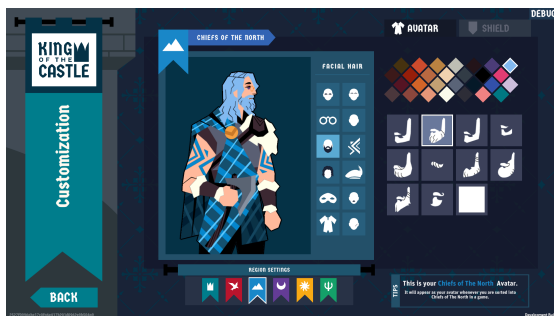 DEBUG
KING
OF THE
CASTLE
Customization
BACK
CHIEFS OF THE NORTH
FACIAL HAIR
AVATAR
SHIELD
REGION SETTINGS
TIPS
This is your Chiefs of The North Avatar.
It will appear as your avatar whenever you are sorted into
Chiefs of The North in a game.